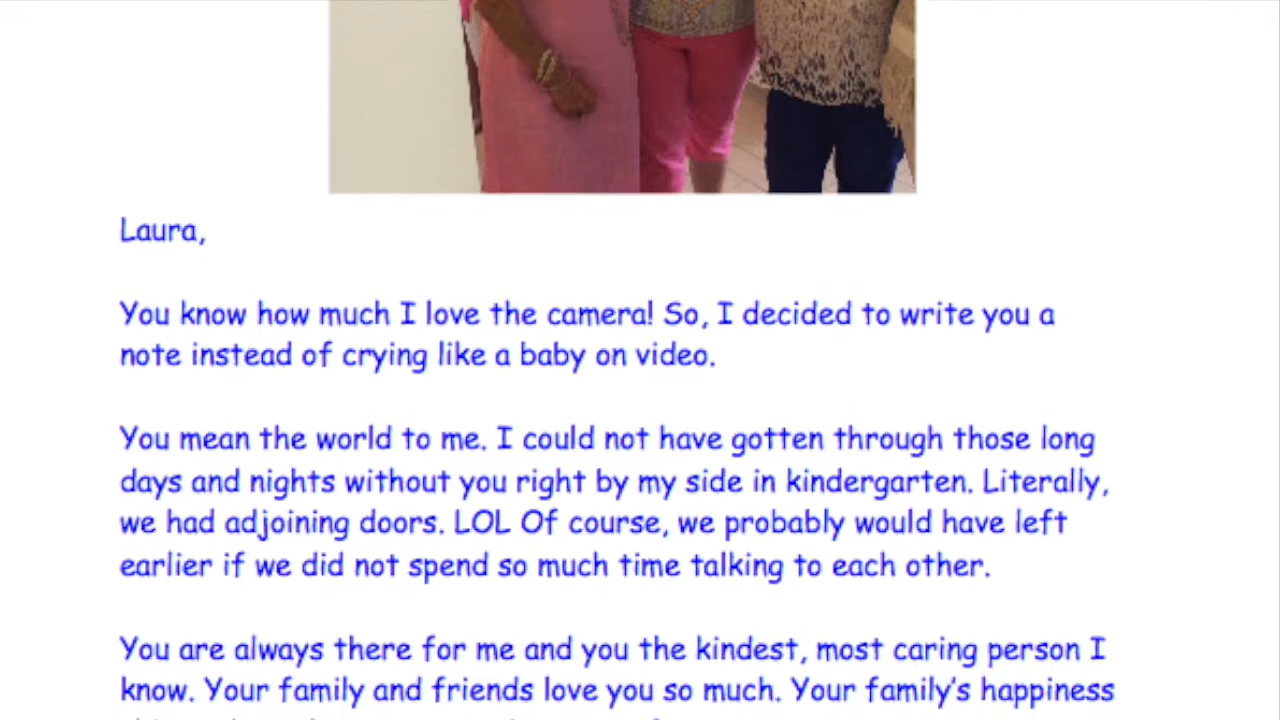 Laura,
You know how much I love the camera! So, I decided to write you a
note instead of crying like a baby on video.
You mean the world to me. I could not have gotten through those long
days and nights without you right by my side in kindergarten. Literally,
we had adjoining doors. LOL Of course, we probably would have left
earlier if we did not spend so much time talking to each other.
You are always there for me and you the kindest, most caring person I
know. Your family and friends love you so much. Your family's happiness